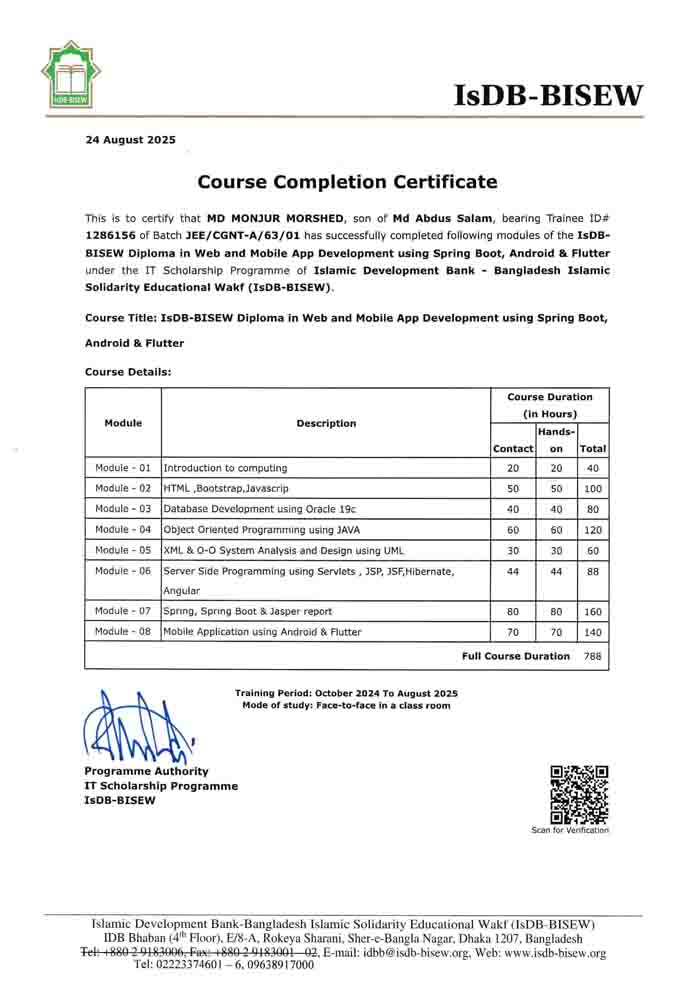 IsDB-BISEW
IsDB-BISEW
24 August 2025
Course Completion Certificate
This is to certify that MD MONJUR MORSHED, son of Md Abdus Salam, bearing Trainee ID#
1286156 of Batch JEE/CGNT-A/63/01 has successfully completed following modules of the IsDB-
BISEW Diploma in Web and Mobile App Development using Spring Boot, Android & Flutter
under the IT Scholarship Programme of Islamic Development Bank - Bangladesh Islamic
Solidarity Educational Wakf (IsDB-BISEW).
Course Title: IsDB-BISEW Diploma in Web and Mobile App Development using Spring Boot,
Android & Flutter
Course Details:
Course Duration
(in Hours)
Module Description
Hands-
Contact on Total
Module - 01 Introduction to computing 20 20 40
Module - 02 HTML ,Bootstrap,Javascrip 50 50 100
Module - 03 Database Development using Oracle 19c 40 40 80
Module - 04 Object Oriented Programming using JAVA 60 60 120
Module - 05 XML & O-O System Analysis and Design using UML 30 30 60
Module - 06 Server Side Programming using Servlets , JSP, JSF,Hibernate, 44 44 88
Angular
Module - 07 Spring, Spring Boot & Jasper report 80 80 160
Module - 08 Mobile Application using Android & Flutter 70 70 140
Full Course Duration 788
Training Period: October 2024 To August 2025
Mode of study: Face-to-face in a class room
Programme Authority
IT Scholarship Programme
IsDB-BISEW
Scan for Verification
Islamic Development Bank-Bangladesh Islamic Solidarity Educational Wakf (IsDB-BISEW)
IDB Bhaban (4th Floor), E/8-A, Rokeya Sharani, Sher-e-Bangla Nagar, Dhaka 1207, Bangladesh
Tel: +880 2 9183006, Fax: +880 2 9183001 – 02, E-mail: idbb@isdb-bisew.org, Web: www.isdb-bisew.org
Tel: 02223374601 – 6, 09638917000